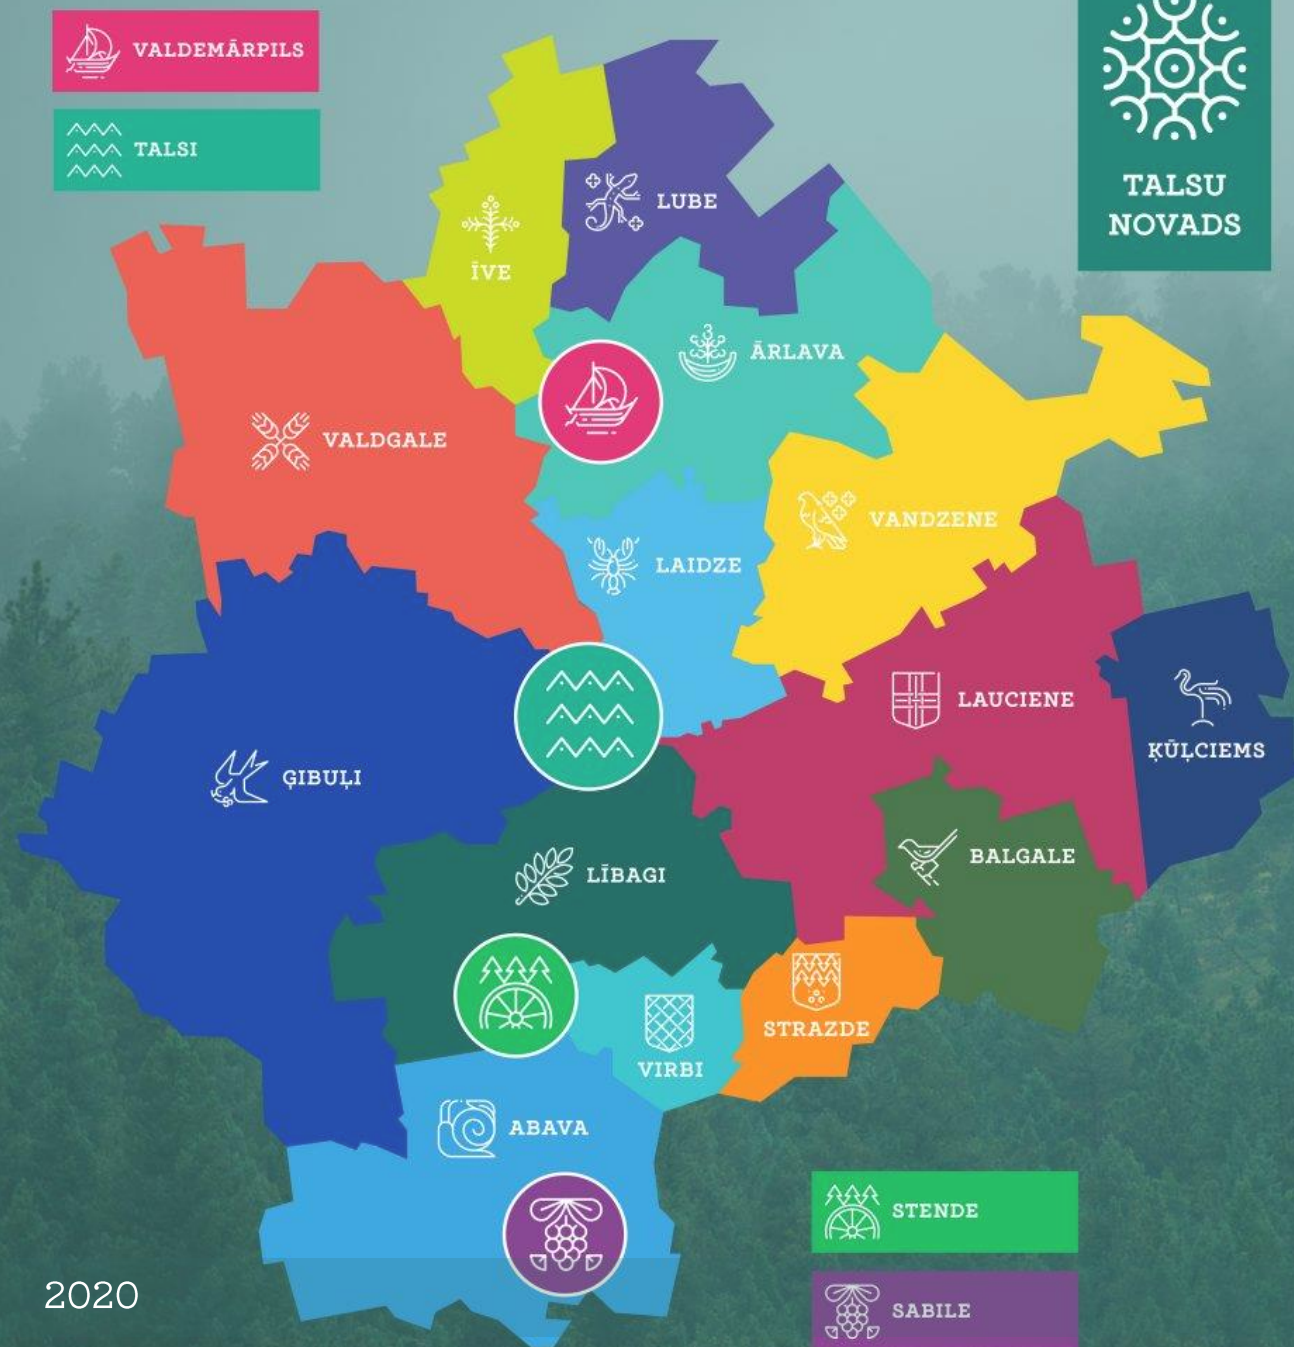 VALDEMĀRPILS
TALSI
TALSU
NOVADS
LUBE
ĪVE
ĀRLAVA
VALDGALE
VANDZENE
LAIDZE
LAUCIENE
ĶŪĻCIEMS
ĢIBUĻI
BALGALE
LĪBAGI
STRAZDE
VIRBI
ABAVA
STENDE
2020
SABILE